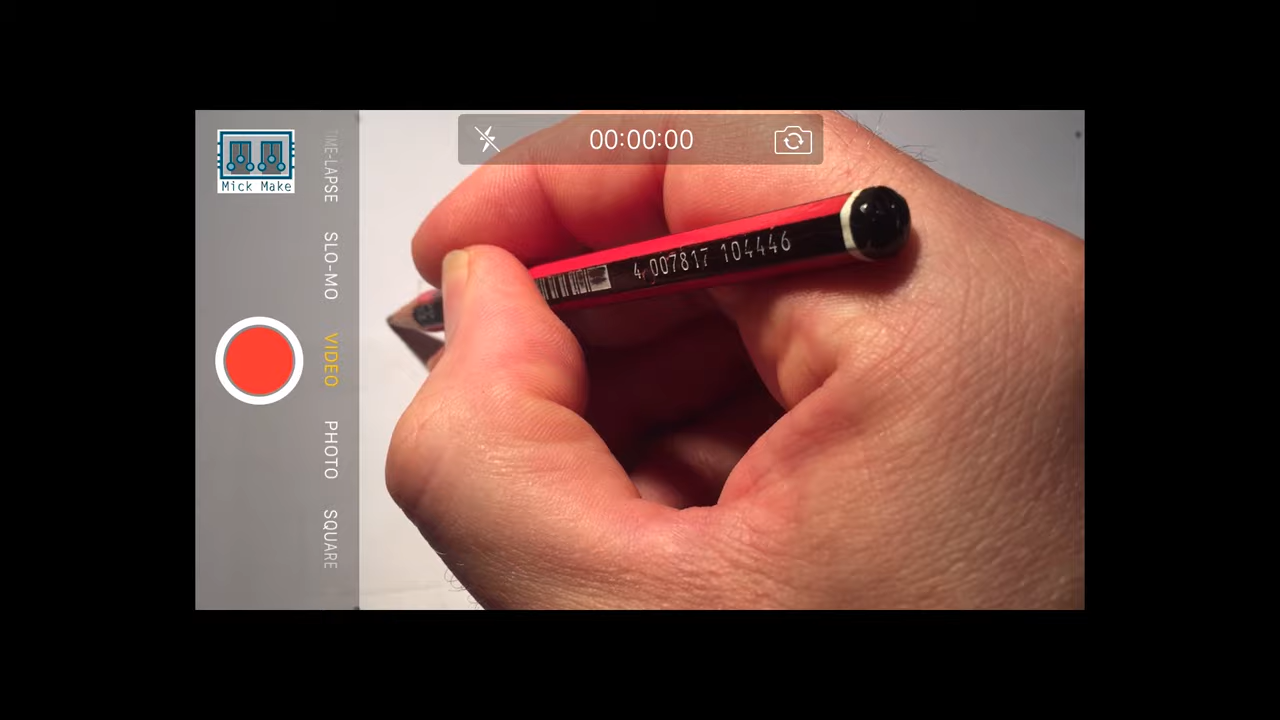 Mick Make
TIME-LAPSE
SLO-MO
VIDEO
PHOTO
SQUARE
00:00:00
4 007817 104446